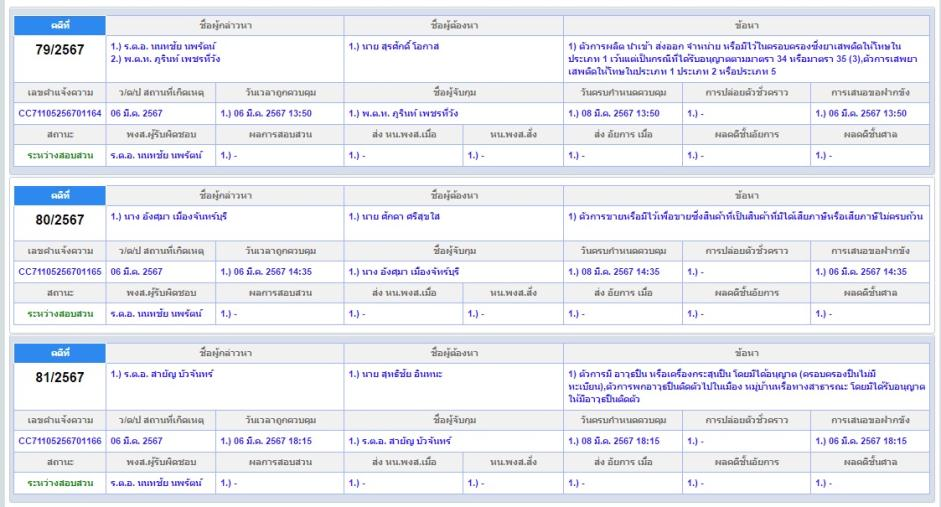 คดีที่ ชื่อผู้กล่าวหา ชื่อผู้ต้องหา ข้อหา
79/2567 1.) ร.ต.อ. นนทชัย นพรัตน์ 1.) นาย สุรศักดิ์ โอภาส 1) ตัวการผลิต นำเข้า ส่งออก จำหน่าย หรือมีไว้ในครอบครองซึ่งยาเสพติดให้โทษใน
2.) พ.ต.ท. ภูรินท์ เพชรที่วัง ประเภท 1 เว้นแต่เป็นกรณีที่ได้รับอนุญาตตามมาตรา 34 หรือมาตรา 35 (3),ตัวการเสพยา
เสพติดให้โทษในประเภท 1 ประเภท 2 หรือประเภท 5
เลขคำแจ้งความ ว/ด/ป สถานที่เกิดเหตุ วันเวลาถูกควบคุม ชื่อผู้จับกุม วันครบกำหนดควบคุม การปล่อยตัวชั่วคราว การเสนอขอฝากขัง
CC71105256701164 06 มี.ค. 2567 1.) 06 มี.ค. 2567 13:50 1.) พ.ต.ท. ภูรินท์ เพชรที่วัง 1.) 08 มี.ค. 2567 13:50 1.) - 1.) 06 มี.ค. 2567 13:50
สถานะ พงส.ผู้รับผิดชอบ ผลการสอบสวน ส่ง หน.พงส.เมื่อ หน.พงส.สั่ง ส่ง อัยการ เมื่อ ผลคดีชั้นอัยการ ผลคดีชั้นศาล
ระหว่างสอบสวน ร.ต.อ. นนทชัย นพรัตน์ 1.) - 1.) - 1.) - 1.) - 1.) - 1.) -
คดีที่ ชื่อผู้กล่าวหา ชื่อผู้ต้องหา ข้อหา
80/2567 1.) นาง อังศุมา เมืองจันทร์บุรี 1.) นาย ศักดา ศรีสุขใส 1) ตัวการขายหรือมีไว้เพื่อขายซึ่งสินค้าที่เป็นสินค้าที่มิได้เสียภาษีหรือเสียภาษีไม่ครบถ้วน
เลขคำแจ้งความ ว/ด/ป สถานที่เกิดเหตุ วันเวลาถูกควบคุม ชื่อผู้จับกุม วันครบกำหนดควบคุม การปล่อยตัวชั่วคราว การเสนอขอฝากขัง
CC71105256701165 06 มี.ค. 2567 1.) 06 มี.ค. 2567 14:35 1.) นาง อังศุมา เมืองจัทร์บุรี 1.) 08 มี.ค. 2567 14:35 1.) - 1.) 06 มี.ค. 2567 14:35
สถานะ พงส.ผู้รับผิดชอบ ผลการสอบสวน ส่ง หน.พงส.เมื่อ หน.พงส.สั่ง ส่ง อัยการ เมื่อ ผลคดีชั้นอัยการ ผลคดีชั้นศาล
ระหว่างสอบสวน ร.ต.อ. นนทชัย นพรัตน์ 1.) - 1.) - 1.) - 1.) - 1.) - 1.) -
คดีที่ ชื่อผู้กล่าวหา ชื่อผู้ต้องหา ข้อหา
81/2567 1.) ร.ต.อ. สายัญ บัวจันทร์ 1.) นาย สุทธิชัย อินทนะ 1) ตัวการมี อาวุธปืน หรือเครื่องกระสุนปืน โดยมิได้อนุญาต (ครอบครองปืนไม่มี
ทะเบียน),ตัวการพกอาวุธปืนติดตัวไปในเมือง หมู่บ้านหรือทางสาธารณะ โดยมิได้รับอนุญาต
ให้มีอาวุธปืนติดตัว
เลขคำแจ้งความ ว/ด/ป สถานที่เกิดเหตุ วันเวลาถูกควบคุม ชื่อผู้จับกุม วันครบกำหนดควบคุม การปล่อยตัวชั่วคราว การเสนอขอฝากขัง
CC71105256701166 06 มี.ค. 2567 1.) 06 มี.ค. 2567 18:15 1.) ร.ต.อ. สายัญ บัวจันทร์ 1.) 08 มี.ค. 2567 18:15 1.) - 1.) 06 มี.ค. 2567 18:15
สถานะ พงส.ผู้รับผิดชอบ ผลการสอบสวน ส่ง หน.พงส.เมื่อ หน.พงส.สั่ง ส่ง อัยการ เมื่อ ผลคดีชั้นอัยการ ผลคดีชั้นศาล
ระหว่างสอบสวน ร.ต.อ. นนทชัย นพรัตน์ 1.) - 1.) - 1.) - 1.) - 1.) - 1.) -